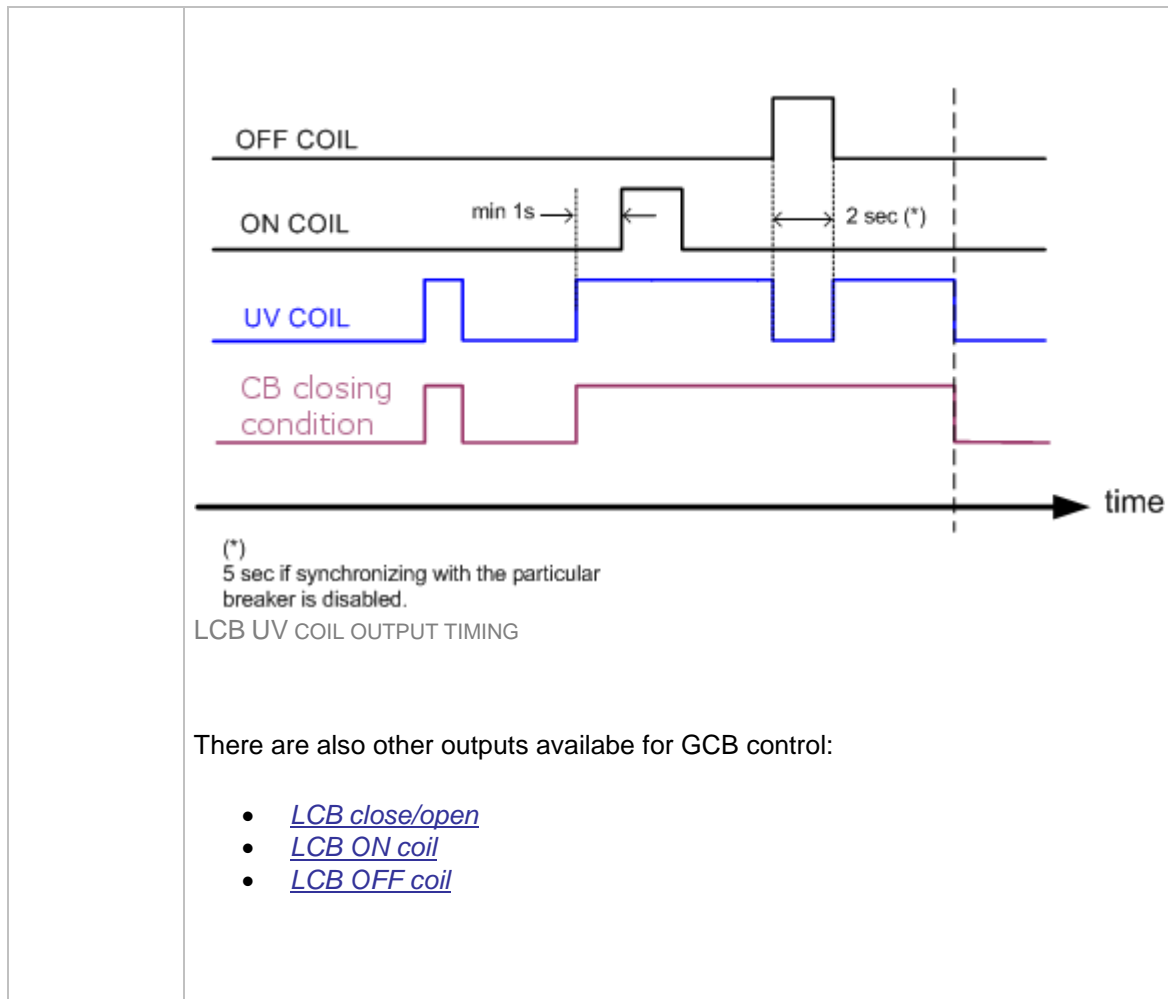 OFF COIL
ON COIL
min 1s
2 sec (*)
UV COIL
CB closing
condition
time
(*)
5 sec if synchronizing with the particular
breaker is disabled.
LCB UV COIL OUTPUT TIMING
There are also other outputs availabe for GCB control:
• LCB close/open
• LCB ON coil
• LCB OFF coil